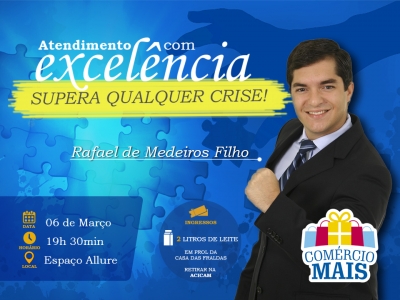 Atendimento com
excelência
SUPERA QUALQUER CRISE!
Rafael de Medeiros Filho
DATA
06 de Março
HORÁRIO
19h 30min
LOCAL
Espaço Allure
INGRESSOS
2 LITROS DE LEITE
EM PROL DA
CASA DAS FRALDAS
RETIRAR NA
ACICAM
COMÉRCIO
MAIS